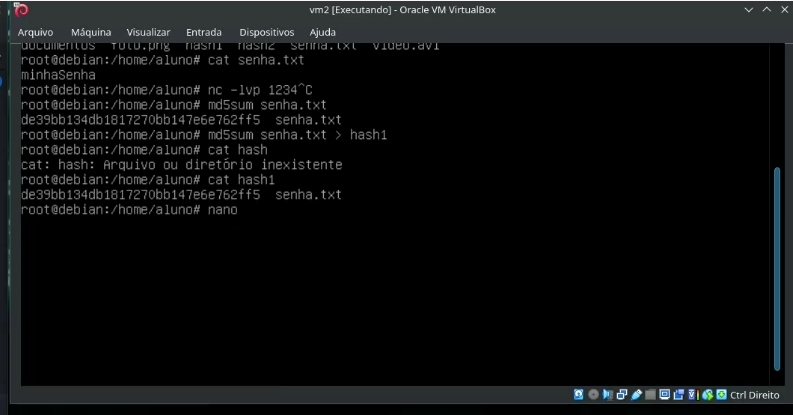 vm2 [Executando] - Oracle VM VirtualBox
Arquivo Máquina Visualizar Entrada Dispositivos Ajuda
documentos foto.png hash1 hash2 senha.txt video.avi
root@debian:/home/aluno# cat senha.txt
minhaSenha
root@debian:/home/aluno# nc -lvp 1234^C
root@debian:/home/aluno# md5sum senha.txt
de39bb134db1817270bb147e6e762ff5  senha.txt
root@debian:/home/aluno# md5sum senha.txt > hash1
root@debian:/home/aluno# cat hash
cat: hash: Arquivo ou diretório inexistente
root@debian:/home/aluno# cat hash1
de39bb134db1817270bb147e6e762ff5  senha.txt
root@debian:/home/aluno# nano
Ctrl Direito